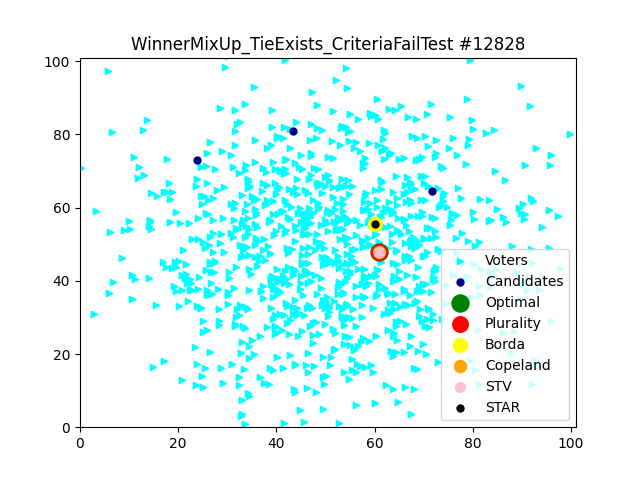 WinnerMixUp_TieExists_CriteriaFailTest #12828
100
80
60
40
20
0
0
20
40
60
80
100
Voters
Candidates
Optimal
Plurality
Borda
Copeland
STV
STAR